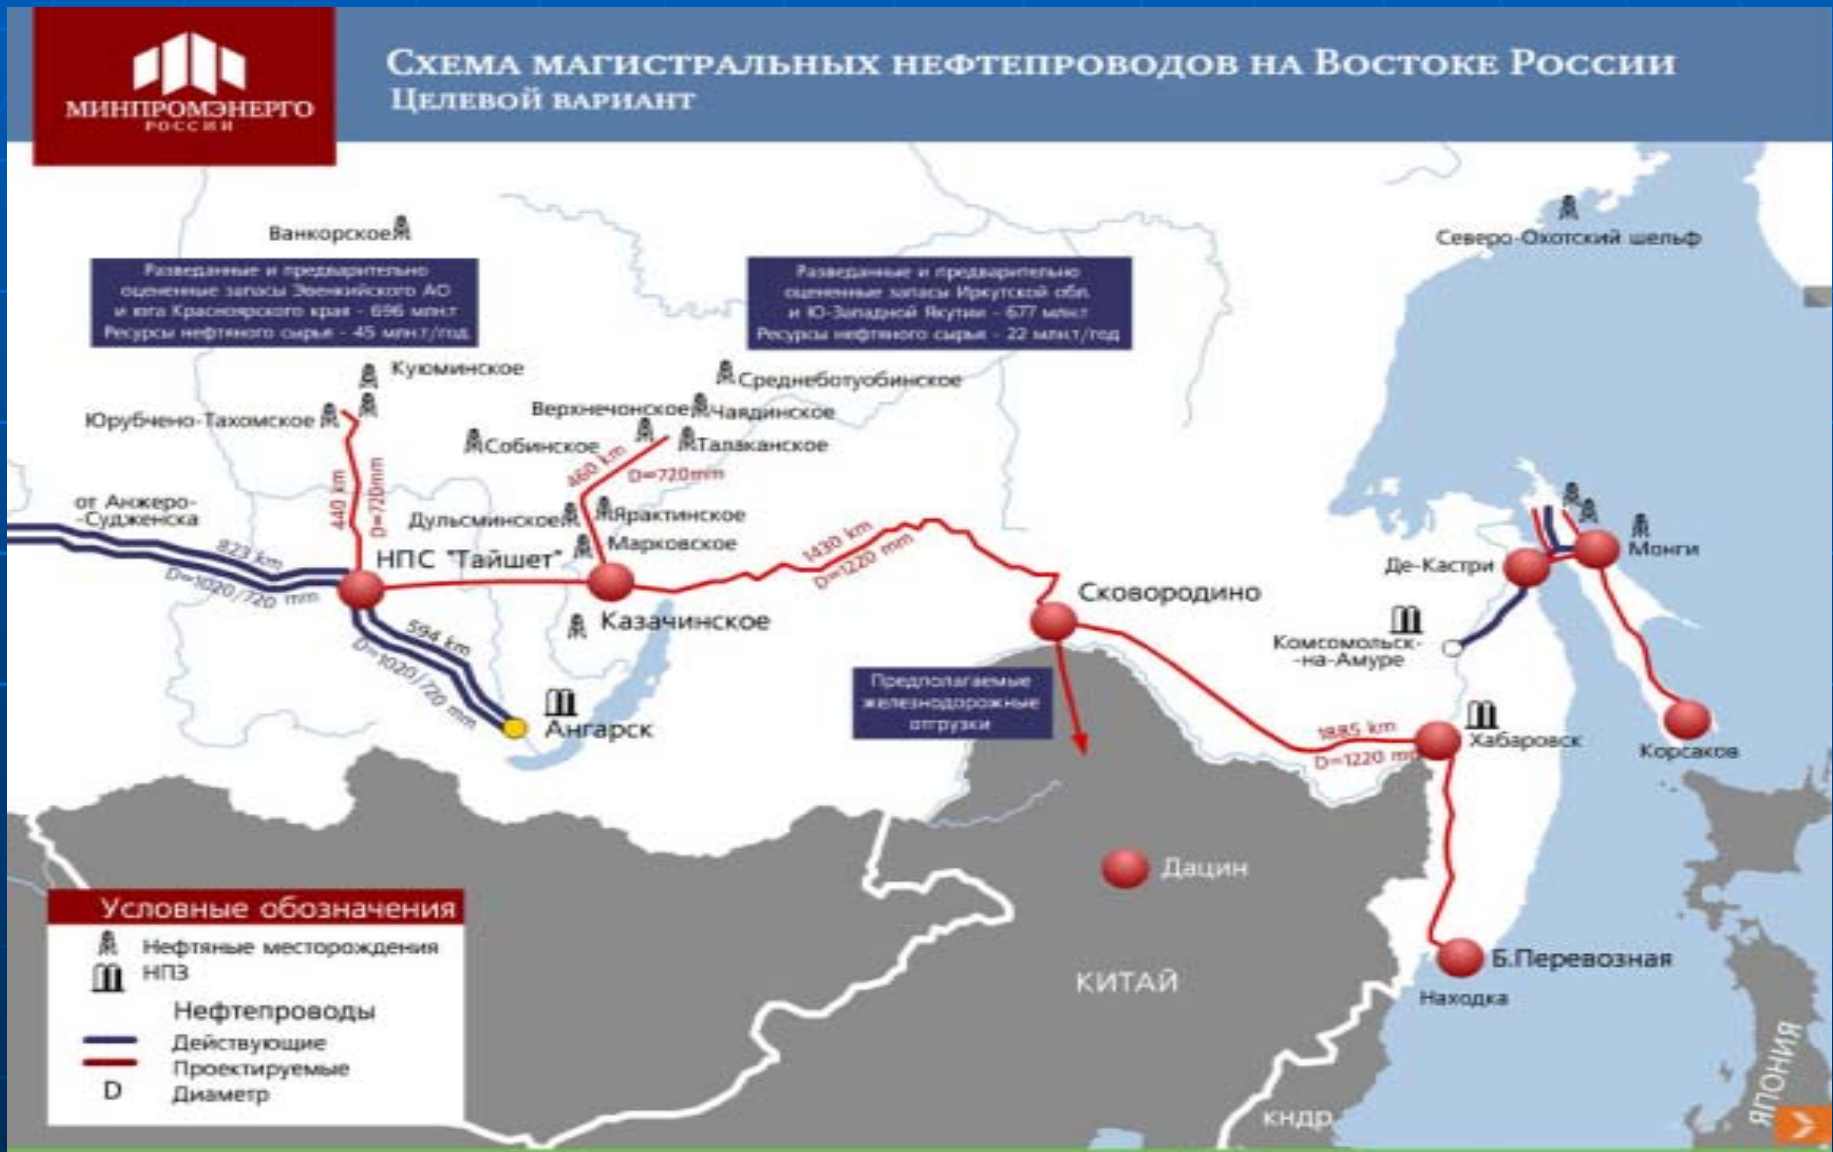 МИНПРОМЭНЕРГО
РОССИИ
Схема магистральных нефтепроводов на Востоке России
Целевой вариант
Ванкорское
Северо-Охотский шельф
Разведанные и предварительно
оцененные запасы Эвенкийского АО
и юга Красноярского края - 696 млн.т
Ресурсы нефтяного сырья - 45 млн.т/год
Разведанные и предварительно
оцененные запасы Иркутской обл.
и Ю-Западной Якутии - 677 млн.т
Ресурсы нефтяного сырья - 22 млн.т/год
Куюминское
Среднеботуобинское
Юрубчено-Тахомское
Верхнечонское
Чаядинское
Собинское
Талаканское
460 km
D=720mm
440 km
D=720mm
от Анжеро-
-Судженска
Дульсминское
Ярактинское
Марковское
823 km
D=1020/720 mm
НПС "Тайшет"
1430 km
D=1220 mm
Монги
Де-Кастри
Сковородино
Казачинское
594 km
D=1020/720 mm
Комсомольск-
-на-Амуре
Предполагаемые
железнодорожные
отгрузки
Ангарск
1885 km
D=1220 mm
Хабаровск
Корсаков
Дацин
Условные обозначения
Нефтяные месторождения
НПЗ
Нефтепроводы
Действующие
Проектируемые
D Диаметр
КИТАЙ
Б.Перевозная
Находка
КНДР
ЯПОНИЯ